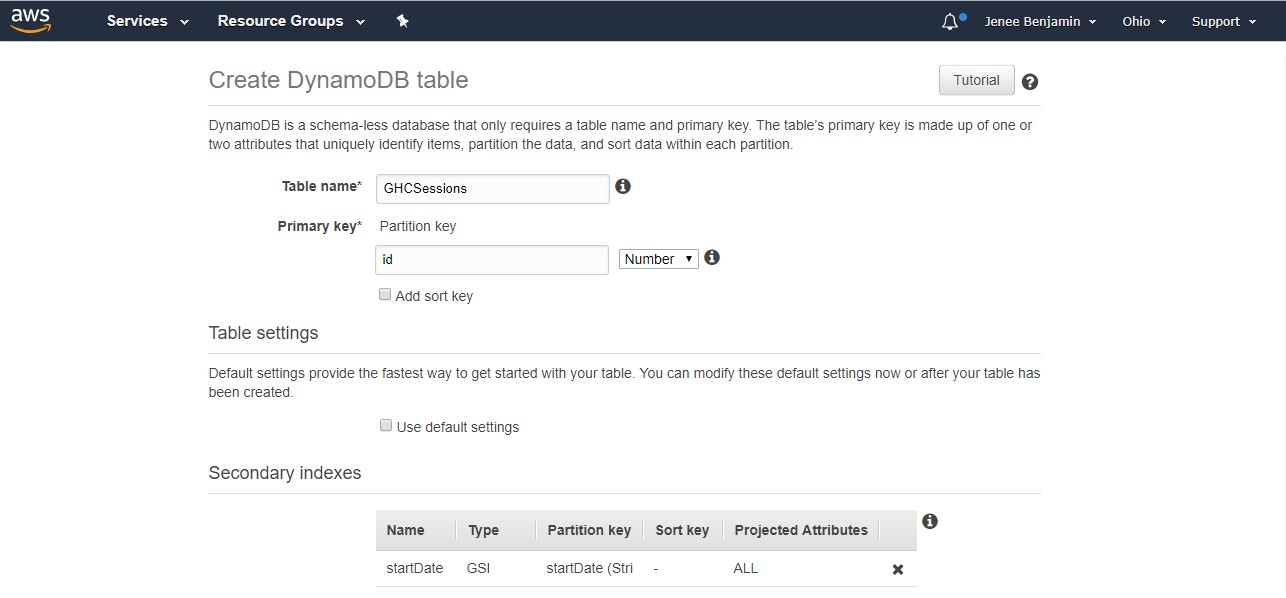 aws Services Resource Groups Jenee Benjamin Ohio Support
Create DynamoDB table Tutorial ?
DynamoDB is a schema-less database that only requires a table name and primary key. The table's primary key is made up of one or
two attributes that uniquely identify items, partition the data, and sort data within each partition.
Table name* GHCSessions i
Primary key* Partition key
id Number i
Add sort key
Table settings
Default settings provide the fastest way to get started with your table. You can modify these default settings now or after your table has
been created.
Use default settings
Secondary indexes
Name Type Partition key Sort key Projected Attributes i
startDate GSI startDate (Stri - ALL